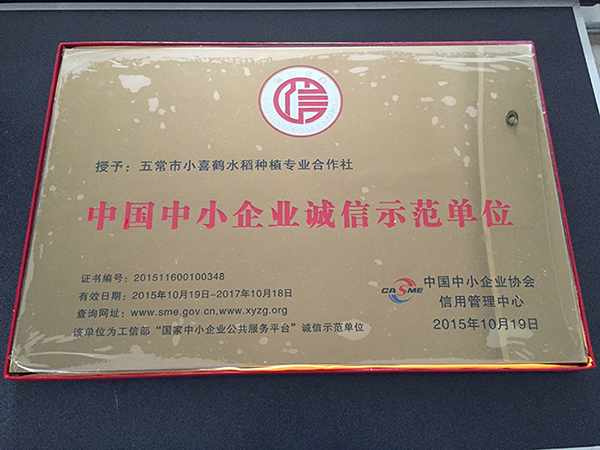 信
授予：五常市小喜鹤水稻种植专业合作社
中国中小企业诚信示范单位
证书编号：201511600100348
有效日期：2015年10月19日-2017年10月18日
查询网址：www.sme.gov.cn,www.xyzg.org
该单位为工信部“国家中小企业公共服务平台”诚信示范单位
CASME
中国中小企业协会
信用管理中心
2015年10月19日